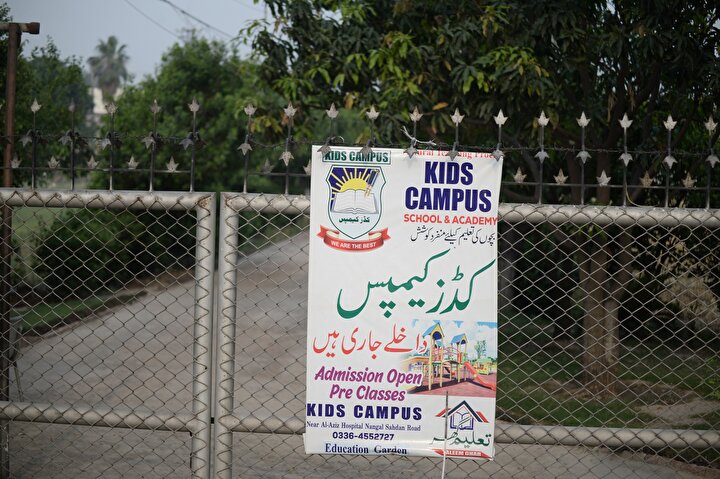 KIDS CAMPUS
کڈز کیمپس
WE ARE THE BEST
KIDS
CAMPUS
SCHOOL & ACADEMY
بچوں کی تعلیم کیلئے منفرد کوشش
کڈز کیمپس
داخلے جاری ہیں
Admission Open
Pre Classes
KIDS CAMPUS
Near Al-Aziz Hospital Nangal Sahdan Road
0336-4552727
Education Garden
تعلیم گھر
TALEEM GHAR